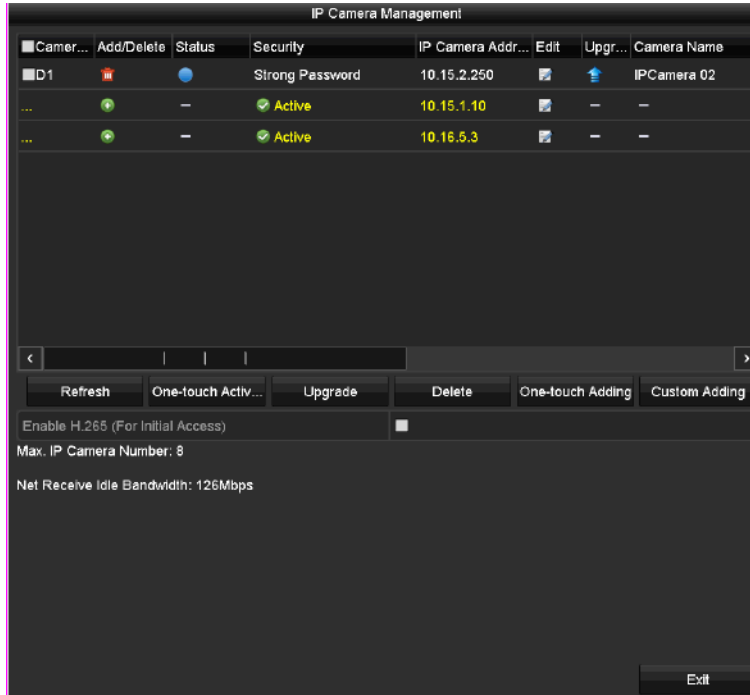 IP Camera Management
Camer... Add/Delete Status Security IP Camera Addr... Edit Upgr... Camera Name
D1 Strong Password 10.15.2.250 IPCamera 02
... – Active 10.15.1.10 – –
... – Active 10.16.5.3 – –
Refresh One-touch Activ... Upgrade Delete One-touch Adding Custom Adding
Enable H.265 (For Initial Access)
Max. IP Camera Number: 8
Net Receive Idle Bandwidth: 126Mbps
Exit